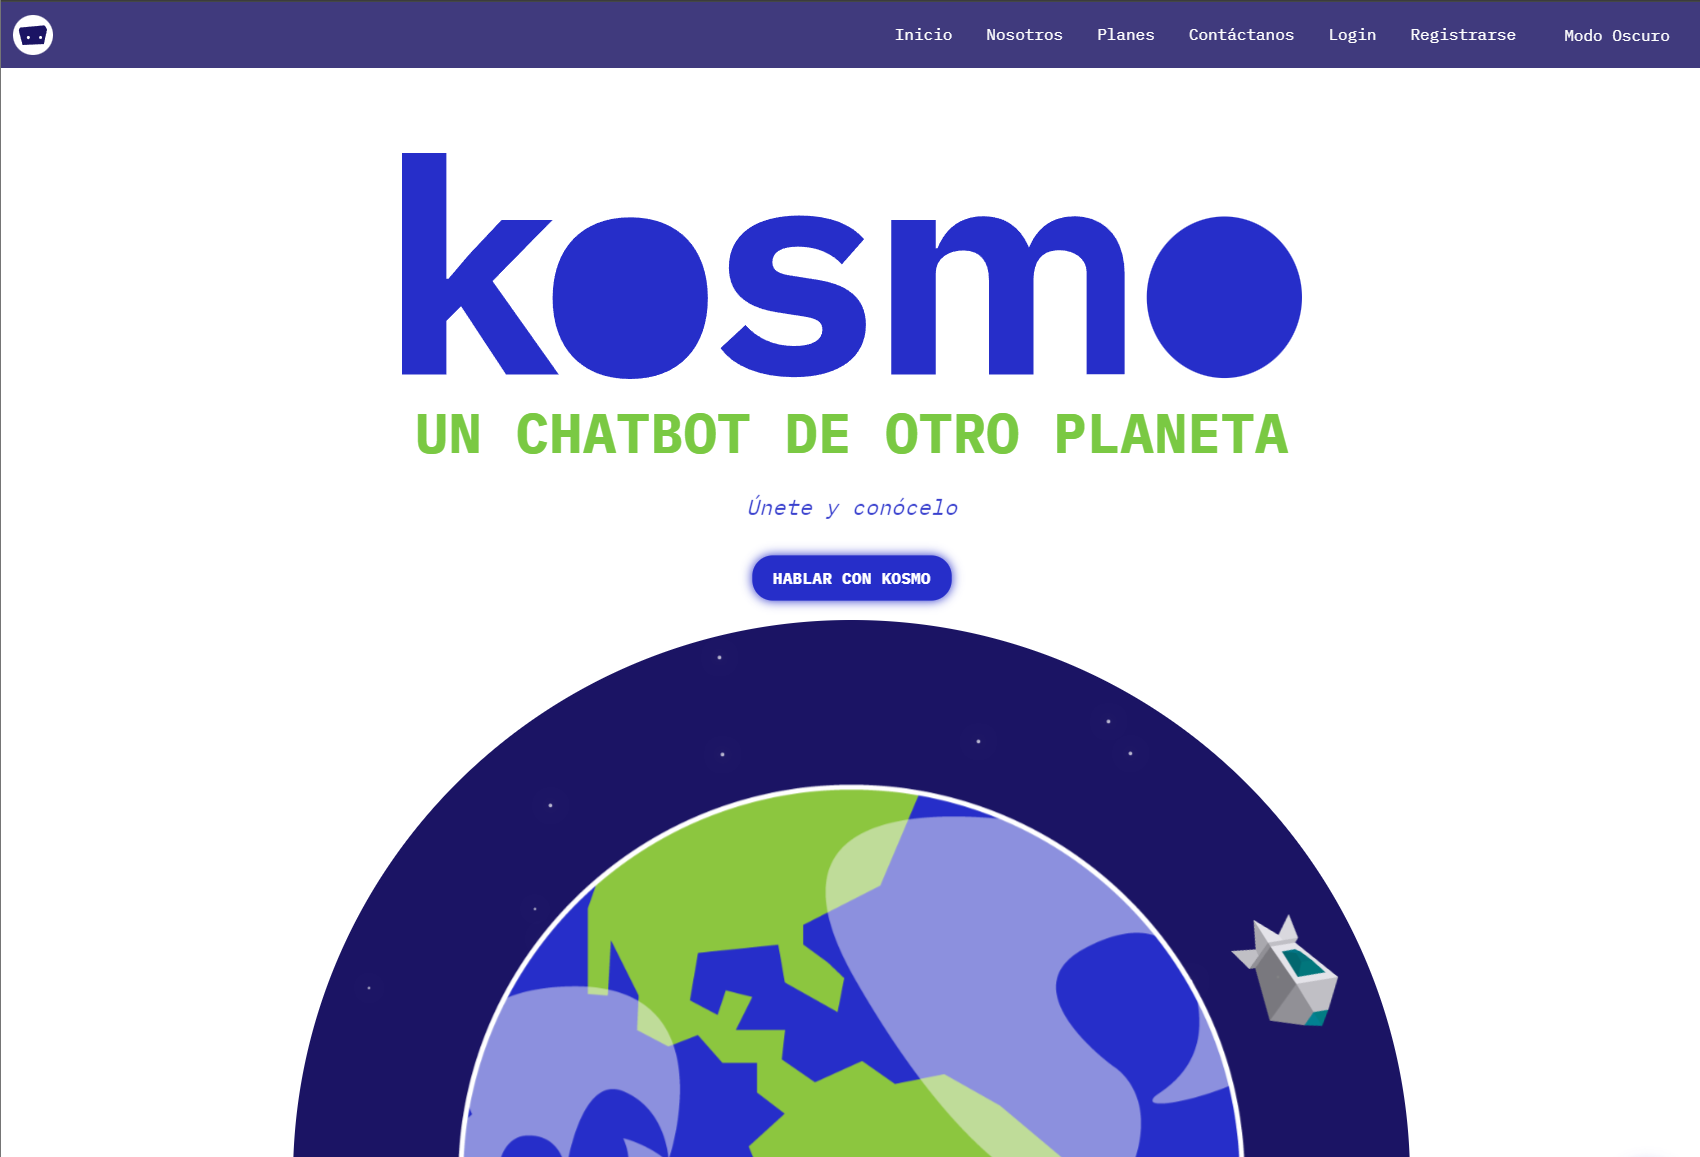 Inicio Nosotros Planes Contáctanos Login Registrarse Modo Oscuro
kosmo
UN CHATBOT DE OTRO PLANETA
Únete y conócelo
HABLAR CON KOSMO